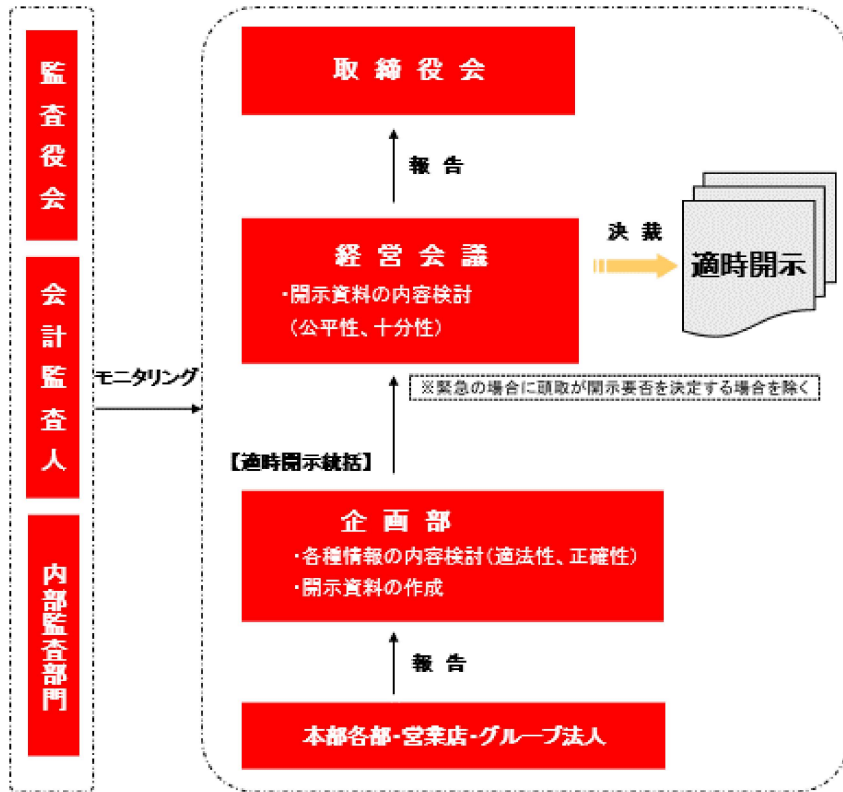 監査役会
会計監査人
内部監査部門
モニタリング
取締役会
報告
経営会議
・開示資料の内容検討
(公平性、十分性)
決裁
適時開示
※緊急の場合に頭取が開示要否を決定する場合を除く
【適時開示統括】
企画部
・各種情報の内容検討(適法性、正確性)
・開示資料の作成
報告
本部各部・営業店・グループ法人